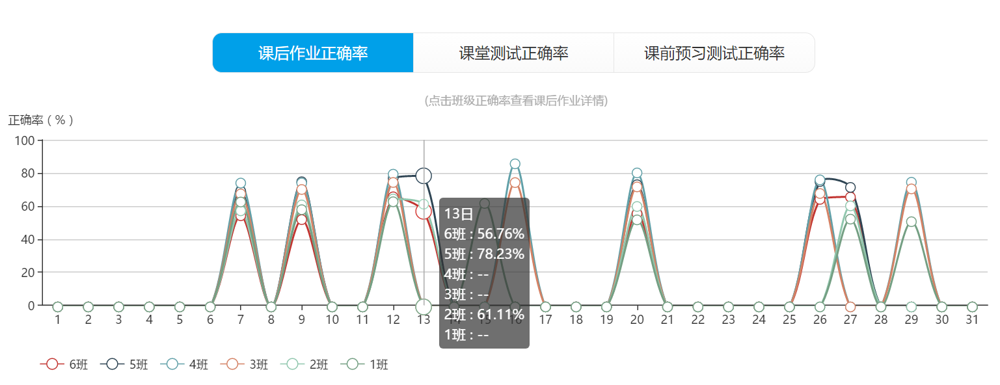 课后作业正确率 课堂测试正确率 课前预习测试正确率
(点击班级正确率查看课后作业详情)
正确率（％）
100
80
60
40
20
0
13日
6班 : 56.76%
5班 : 78.23%
4班 : --
3班 : --
2班 : 61.11%
1班 : --
1 2 3 4 5 6 7 8 9 10 11 12 13 14 15 16 17 18 19 20 21 22 23 24 25 26 27 28 29 30 31
6班 5班 4班 3班 2班 1班